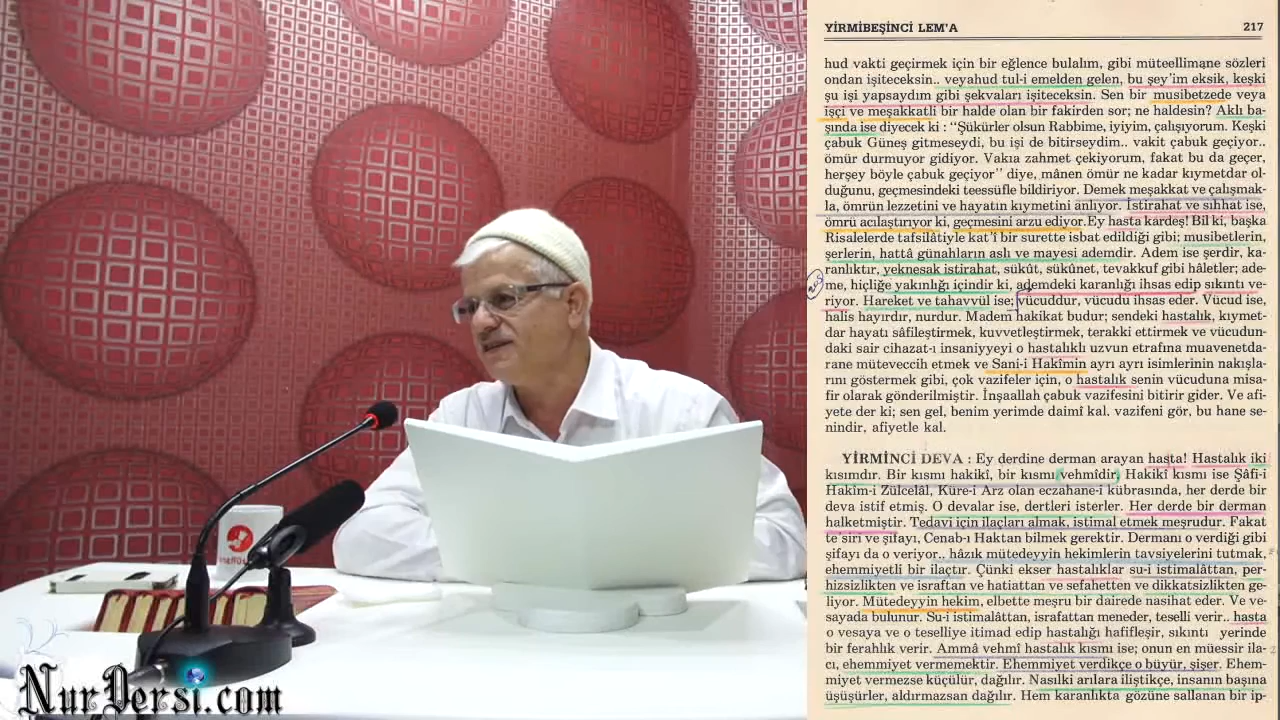 YİRMİBEŞİNCİ LEM'A 217
hud vakti geçirmek için bir eğlence bulalım, gibi müteellimane sözleri
ondan işiteceksin.. veyahud tul-i emelden gelen, bu şey'im eksik, keşki
şu işi yapsaydım gibi şekvaları işiteceksin. Sen bir musibetzede veya
işçi ve meşakkatli bir halde olan bir fakirden sor; ne haldesin? Aklı ba-
şında ise diyecek ki : "Şükürler olsun Rabbime, iyiyim, çalışıyorum. Keşki
çabuk Güneş gitmeseydi, bu işi de bitirseydim.. vakit çabuk geçiyor..
ömür durmuyor gidiyor. Vakıa zahmet çekiyorum, fakat bu da geçer,
herşey böyle çabuk geçiyor" diye, mânen ömür ne kadar kıymetdar ol-
duğunu, geçmesindeki teessüfle bildiriyor. Demek meşakkat ve çalışmak-
la, ömrün lezzetini ve hayatın kıymetini anlıyor. İstirahat ve sıhhat ise,
ömrü acılaştırıyor ki, geçmesini arzu ediyor. Ey hasta kardeş! Bil ki, başka
Risalelerde tafsilâtiyle kat'î bir surette isbat edildiği gibi; musibetlerin,
şerlerin, hattâ günahların aslı ve mayesi ademdir. Adem ise şerdir, ka-
ranlıktır, yeknesak istirahat, sükût, sükûnet, tevakkuf gibi hâletler; ade-
me, hiçliğe yakınlığı içindir ki, ademdeki karanlığı ihsas edip sıkıntı ve-
riyor. Hareket ve tahavvül ise; vücuddur, vücudu ihsas eder. Vücud ise,
halis hayırdır, nurdur. Madem hakikat budur; sendeki hastalık, kıymet-
dar hayatı sâfileştirmek, kuvvetleştirmek, terakki ettirmek ve vücudun-
daki sair cihazat-ı insaniyyeyi o hastalıklı uzvun etrafına muavenetda-
rane müteveccih etmek ve Sani-i Hakîmin ayrı ayrı isimlerinin nakışla-
rını göstermek gibi, çok vazifeler için, o hastalık senin vücuduna misa-
fir olarak gönderilmiştir. İnşaallah çabuk vazifesini bitirir gider. Ve afi-
yete der ki; sen gel, benim yerimde daimî kal. vazifeni gör, bu hane se-
nindir, afiyetle kal.
YİRMİNCİ DEVA : Ey derdine derman arayan hasta! Hastalık iki
kısımdır. Bir kısmı hakikî, bir kısmı vehmîdir. Hakikî kısmı ise Şâfi-i
Hakîm-i Zülcelâl, Küre-i Arz olan eczahane-i kübrasında, her derde bir
deva istif etmiş. O devalar ise, dertleri isterler. Her derde bir derman
halketmiştir. Tedavi için ilaçları almak, istimal etmek meşrudur. Fakat
te'siri ve şifayı, Cenab-ı Haktan bilmek gerektir. Dermanı o verdiği gibi
şifayı da o veriyor.. hâzık mütedeyyin hekimlerin tavsiyelerini tutmak,
ehemmiyetli bir ilaçtır. Çünki ekser hastalıklar su-i istimalâttan, per-
hizsizlikten ve israftan ve hatiattan ve sefahetten ve dikkatsizlikten ge-
liyor. Mütedeyyin hekim, elbette meşru bir dairede nasihat eder. Ve ve-
sayada bulunur. Su-i istimalâttan, israfattan meneder, teselli verir.. hasta
o vesaya ve o teselliye itimad edip hastalığı hafifleşir, sıkıntı yerinde
bir ferahlık verir. Ammâ vehmî hastalık kısmı ise; onun en müessir ila-
cı, ehemmiyet vermemektir. Ehemmiyet verdikçe o büyür, şişer. Ehem-
miyet vermezse küçülür, dağılır. Nasılki arılara iliştikçe, insanın başına
üşüşürler, aldırmazsan dağılır. Hem karanlıkta gözüne sallanan bir ip-
NurDersi.com